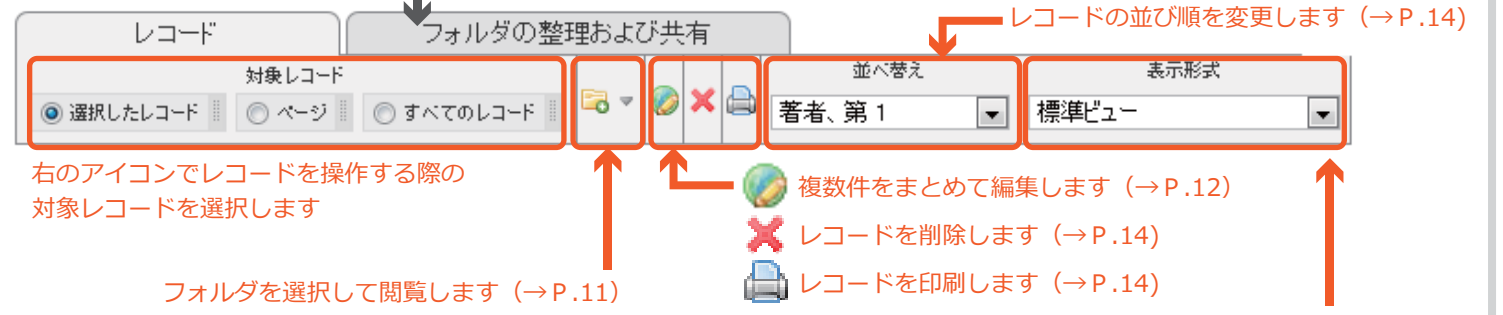 レコードの並び順を変更します（→Ｐ.14)
レコード
フォルダの整理および共有
対象レコード
選択したレコード
ページ
すべてのレコード
並べ替え
著者、第 1
表示形式
標準ビュー
右のアイコンでレコードを操作する際の
対象レコードを選択します
複数件をまとめて編集します（→Ｐ.12）
レコードを削除します（→Ｐ.14)
レコードを印刷します（→Ｐ.14)
フォルダを選択して閲覧します（→Ｐ.11）